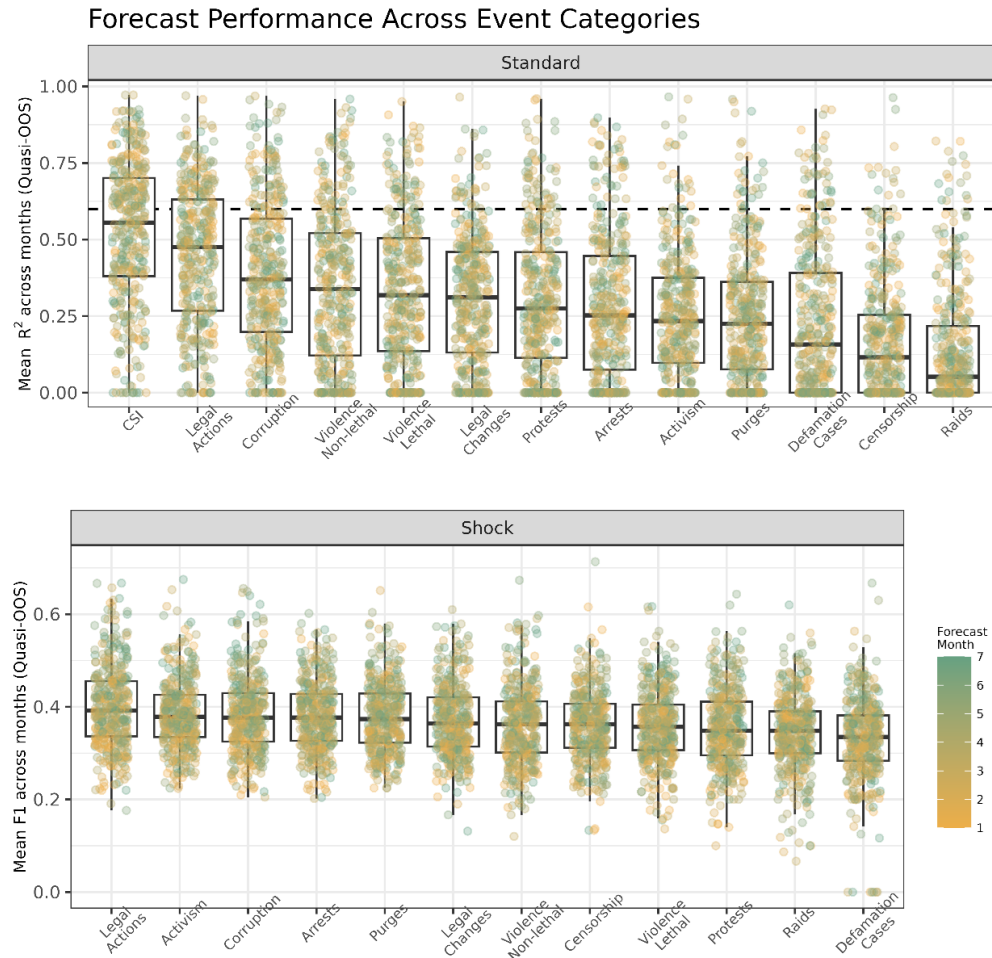 Forecast Performance Across Event Categories
Standard
Mean R² across months (Quasi-OOS)
1.00
0.75
0.50
0.25
0.00
CSI
Legal
Actions
Corruption
Violence
Non-lethal
Violence
Lethal
Legal
Changes
Protests
Arrests
Activism
Purges
Defamation
Cases
Censorship
Raids
Shock
Mean F1 across months (Quasi-OOS)
0.6
0.4
0.2
0.0
Legal
Actions
Activism
Corruption
Arrests
Purges
Legal
Changes
Violence
Non-lethal
Censorship
Violence
Lethal
Protests
Raids
Defamation
Cases
Forecast
Month
7
6
5
4
3
2
1